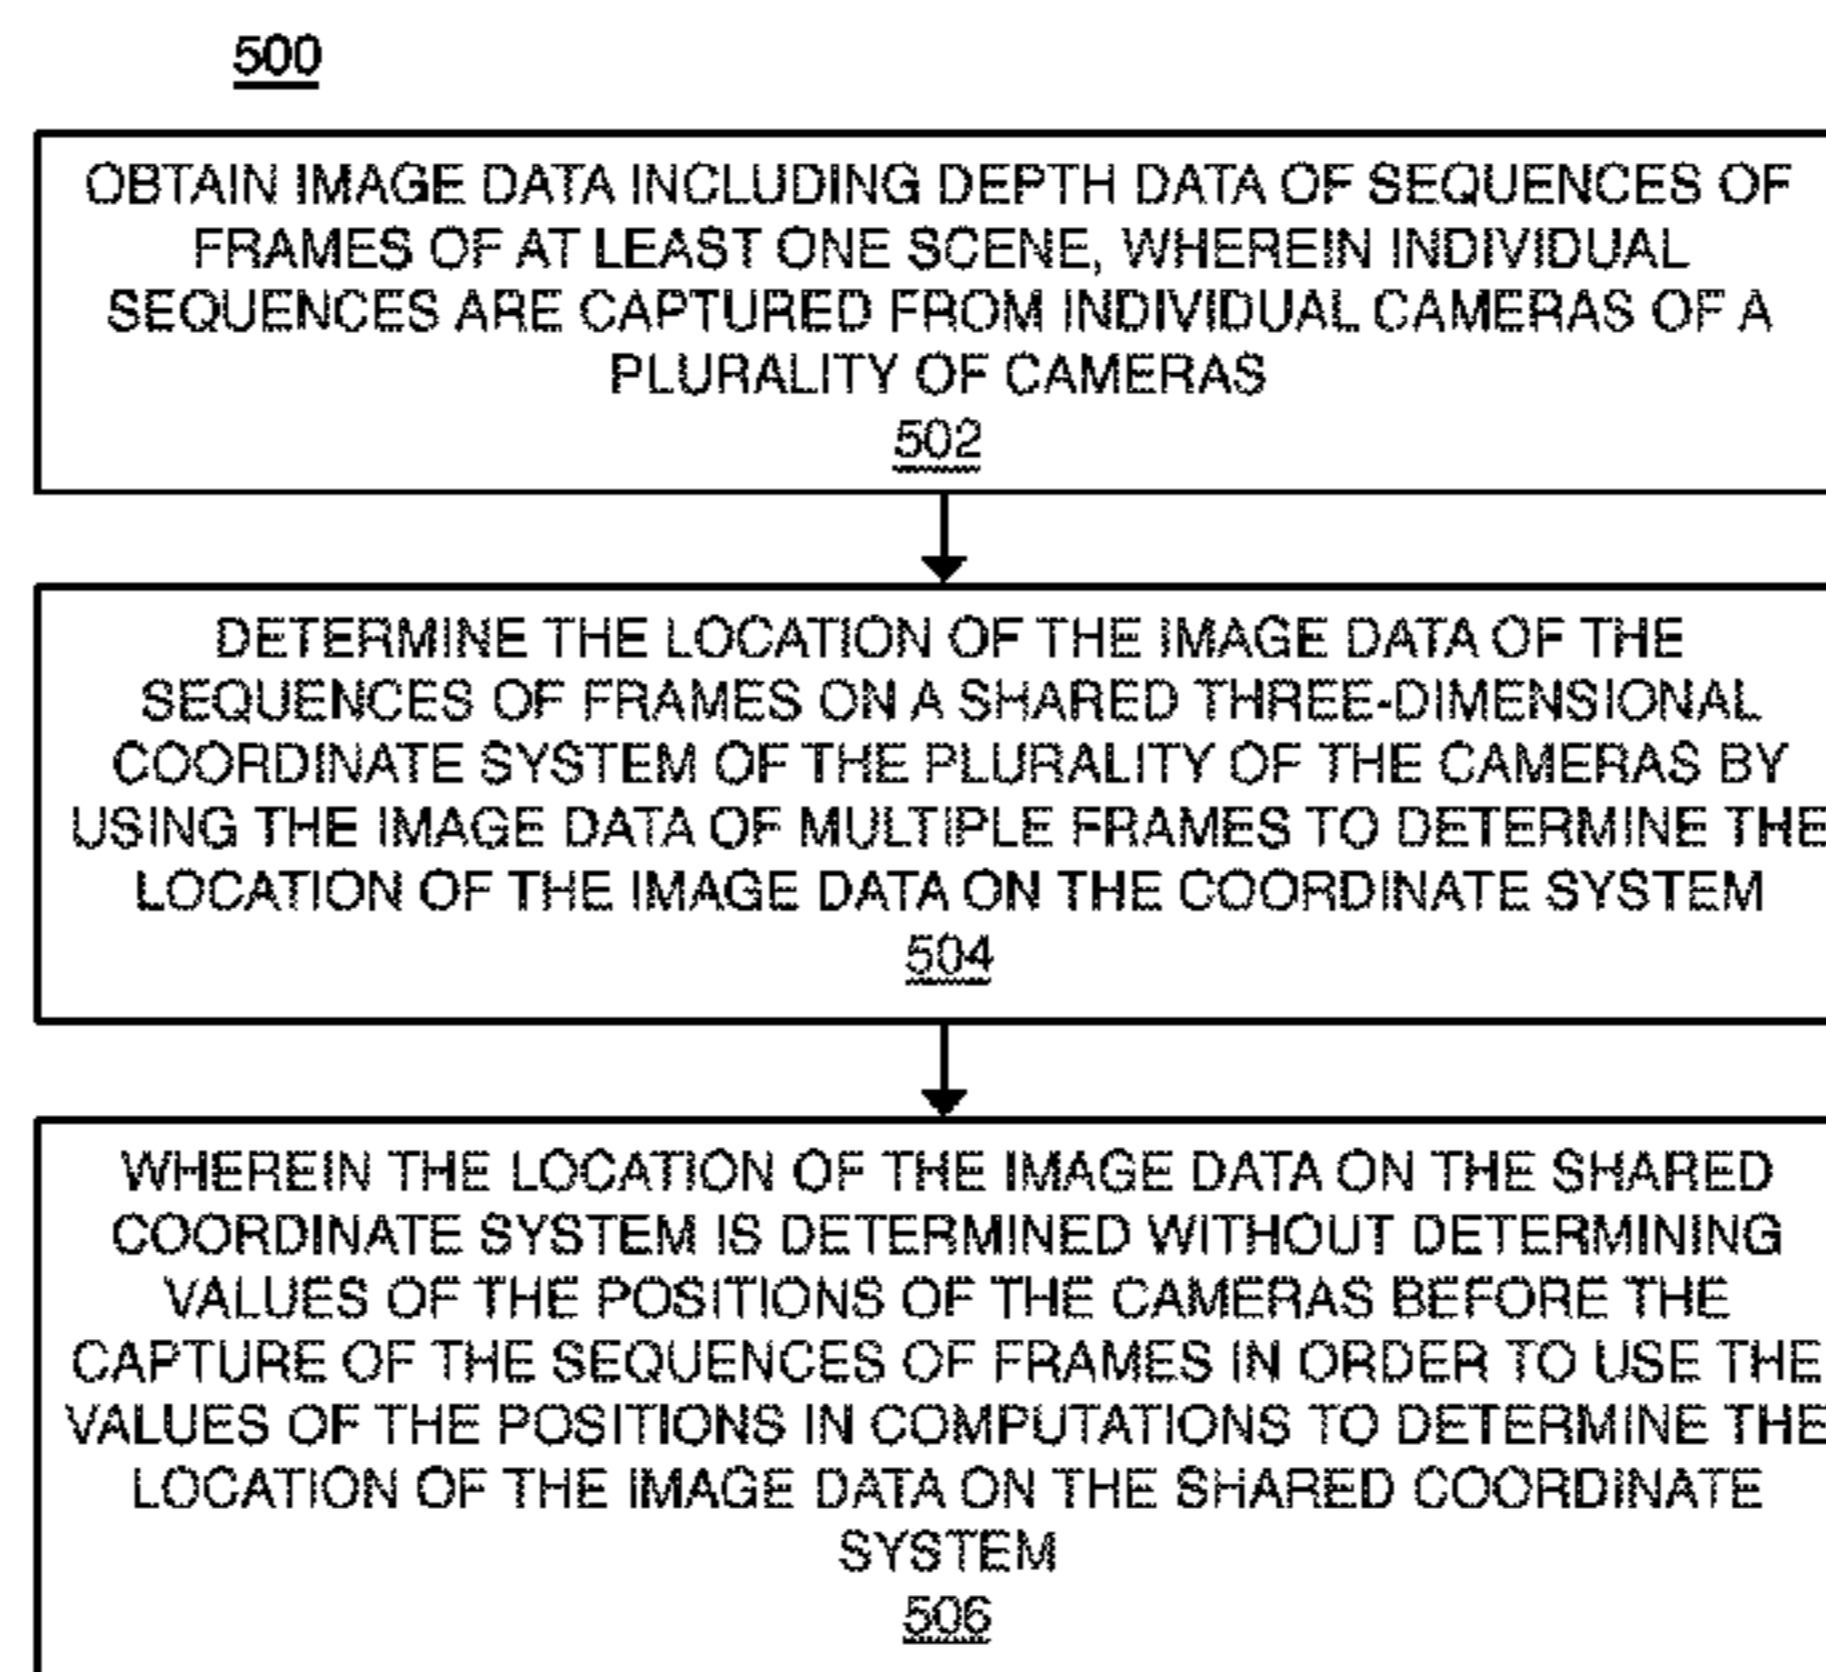 500
OBTAIN IMAGE DATA INCLUDING DEPTH DATA OF SEQUENCES OF
FRAMES OF AT LEAST ONE SCENE, WHEREIN INDIVIDUAL
SEQUENCES ARE CAPTURED FROM INDIVIDUAL CAMERAS OF A
PLURALITY OF CAMERAS
502
DETERMINE THE LOCATION OF THE IMAGE DATA OF THE
SEQUENCES OF FRAMES ON A SHARED THREE-DIMENSIONAL
COORDINATE SYSTEM OF THE PLURALITY OF THE CAMERAS BY
USING THE IMAGE DATA OF MULTIPLE FRAMES TO DETERMINE THE
LOCATION OF THE IMAGE DATA ON THE COORDINATE SYSTEM
504
WHEREIN THE LOCATION OF THE IMAGE DATA ON THE SHARED
COORDINATE SYSTEM IS DETERMINED WITHOUT DETERMINING
VALUES OF THE POSITIONS OF THE CAMERAS BEFORE THE
CAPTURE OF THE SEQUENCES OF FRAMES IN ORDER TO USE THE
VALUES OF THE POSITIONS IN COMPUTATIONS TO DETERMINE THE
LOCATION OF THE IMAGE DATA ON THE SHARED COORDINATE
SYSTEM
506